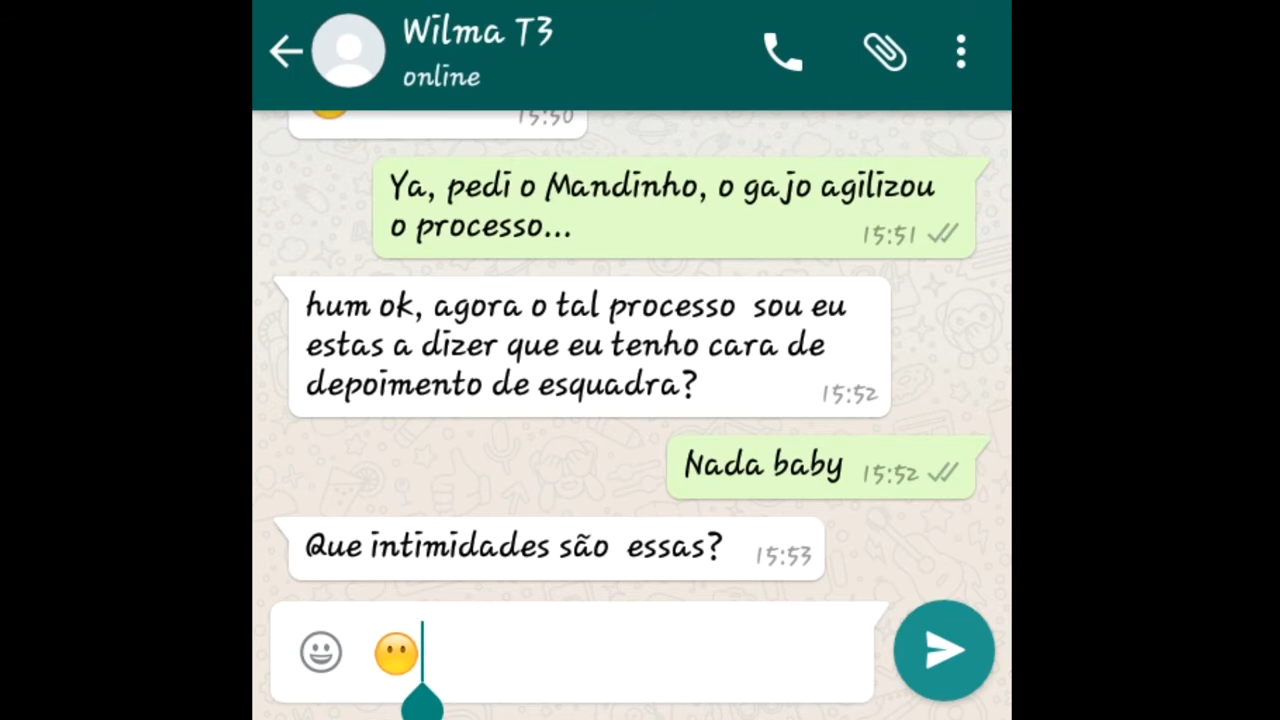 Wilma T3
online
15:50
Ya, pedi o Mandinho, o gajo agilizou
o processo...
15:51
hum ok, agora o tal processo sou eu
estas a dizer que eu tenho cara de
depoimento de esquadra?
15:52
Nada baby
15:52
Que intimidades são essas?
15:53